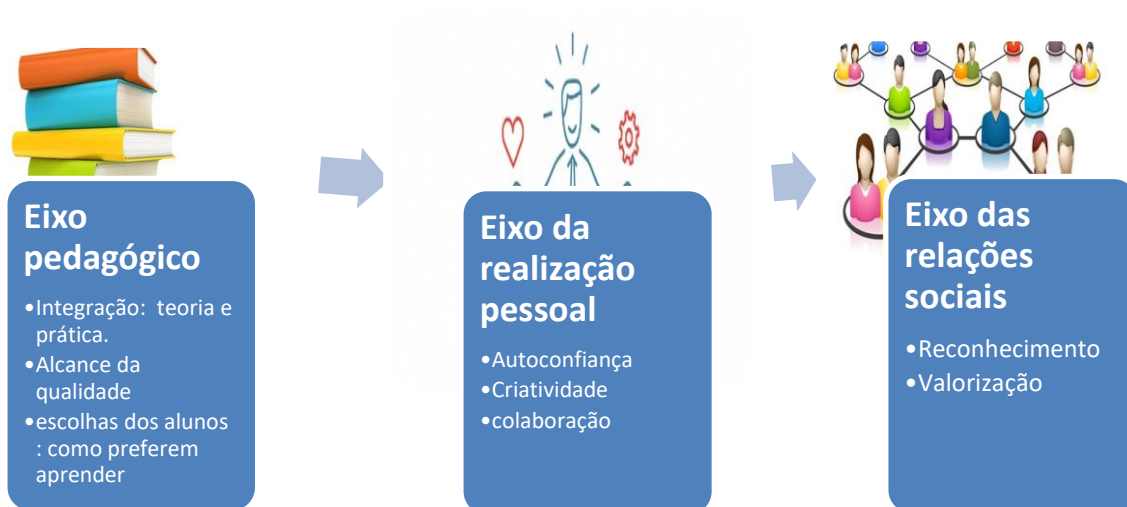 Eixo
pedagógico
•Integração: teoria e
prática.
•Alcance da
qualidade
•escolhas dos alunos
: como preferem
aprender
Eixo da
realização
pessoal
•Autoconfiança
•Criatividade
•colaboração
Eixo das
relações
sociais
•Reconhecimento
•Valorização